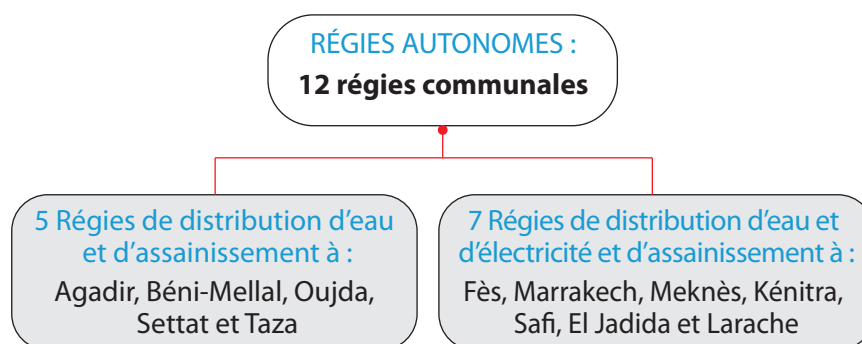 RÉGIES AUTONOMES :
12 régies communales
5 Régies de distribution d'eau
et d'assainissement à :
Agadir, Béni-Mellal, Oujda,
Settat et Taza
7 Régies de distribution d'eau et
d'électricité et d'assainissement à :
Fès, Marrakech, Meknès, Kénitra,
Safi, El Jadida et Larache